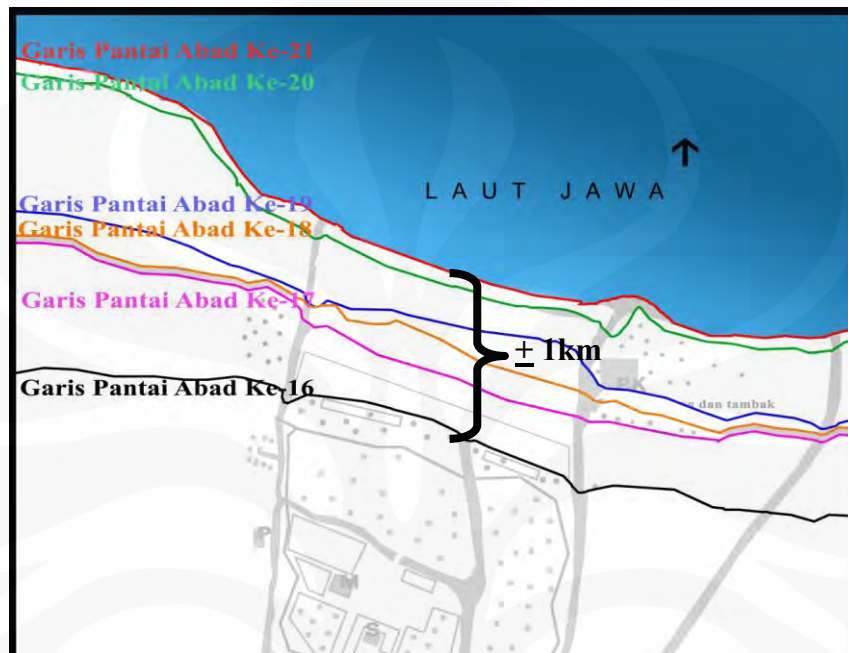 Garis Pantai Abad Ke-21
Garis Pantai Abad Ke-20
LAUT JAWA
Garis Pantai Abad Ke-19
Garis Pantai Abad Ke-18
Garis Pantai Abad Ke-17
± 1km
Garis Pantai Abad Ke-16
PK
dan tambak
P
M
S